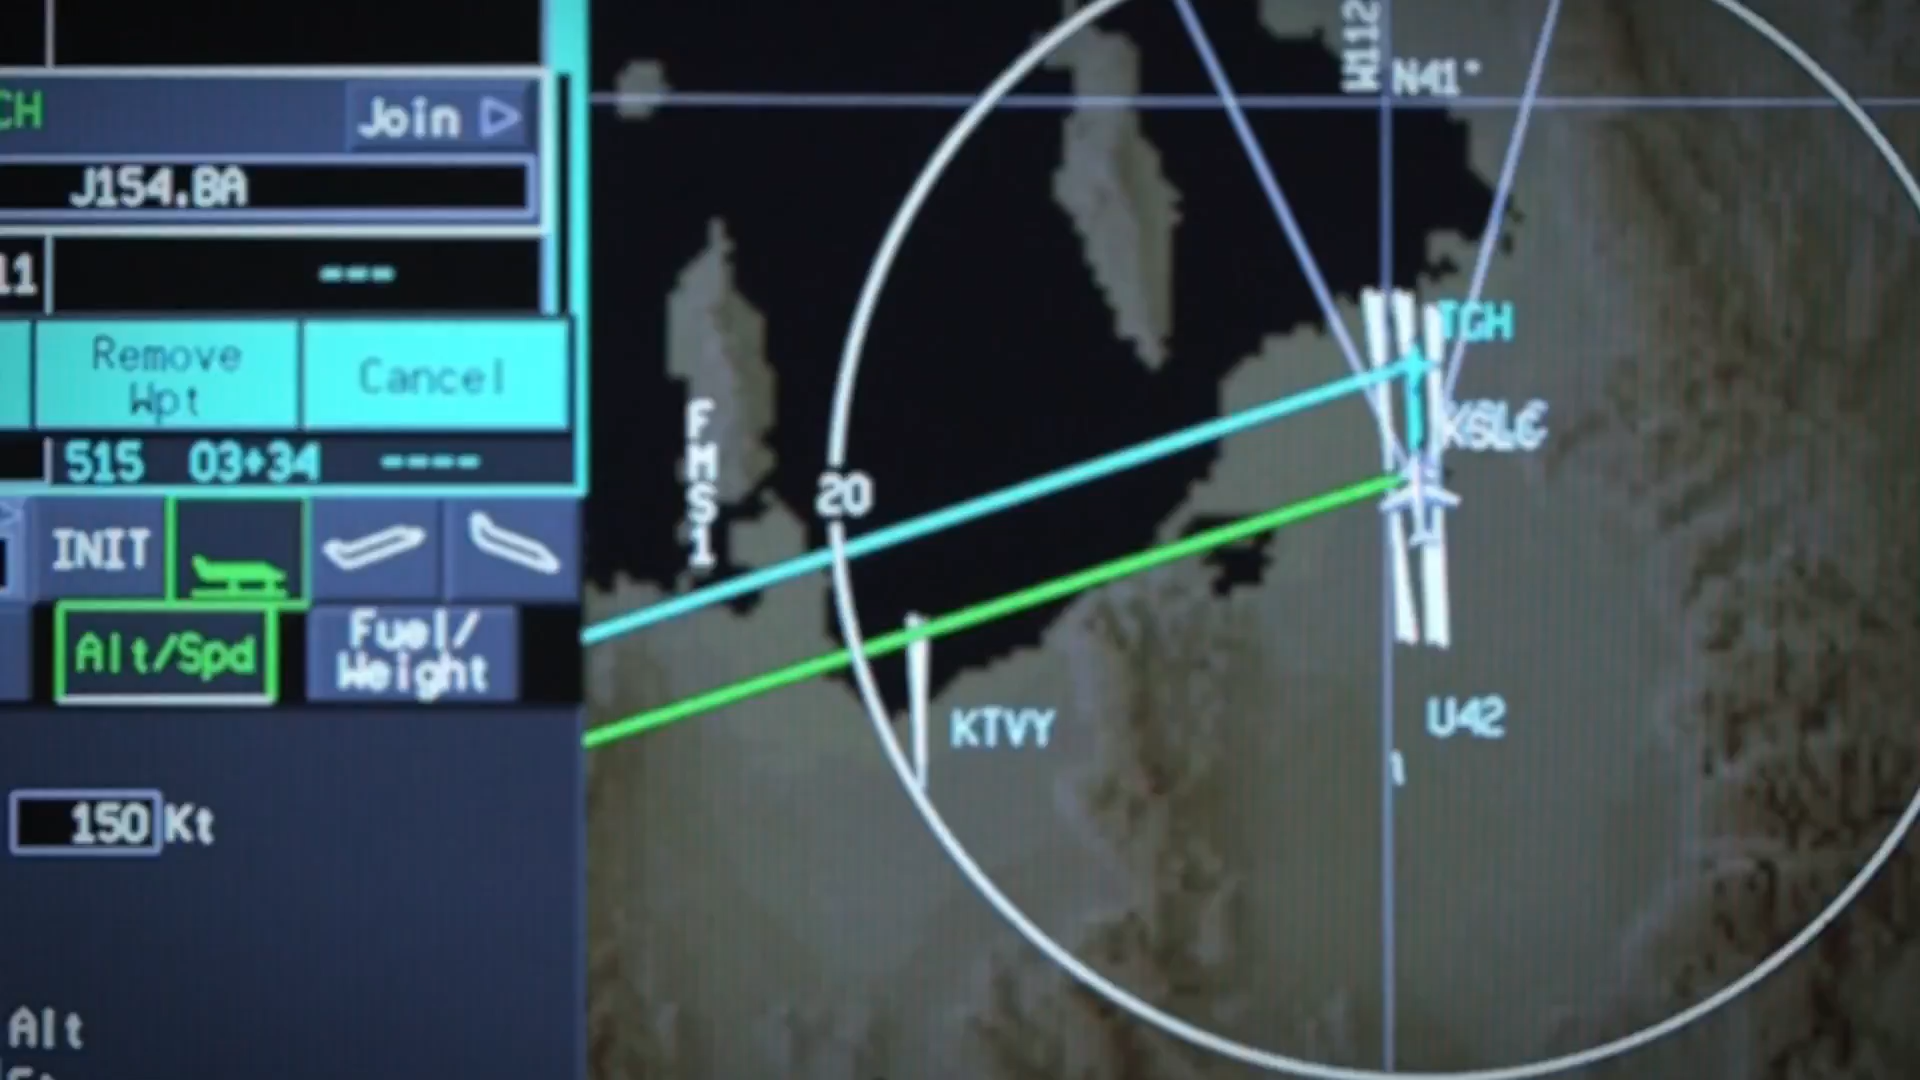 CH
Join
J154.BA
11
---
Remove
Wpt
Cancel
515 03+34 ----
INIT
Alt/Spd
Fuel/
Weight
150 Kt
Alt
FMS1
20
W112
N41°
TGH
KSLC
KTVY
U42